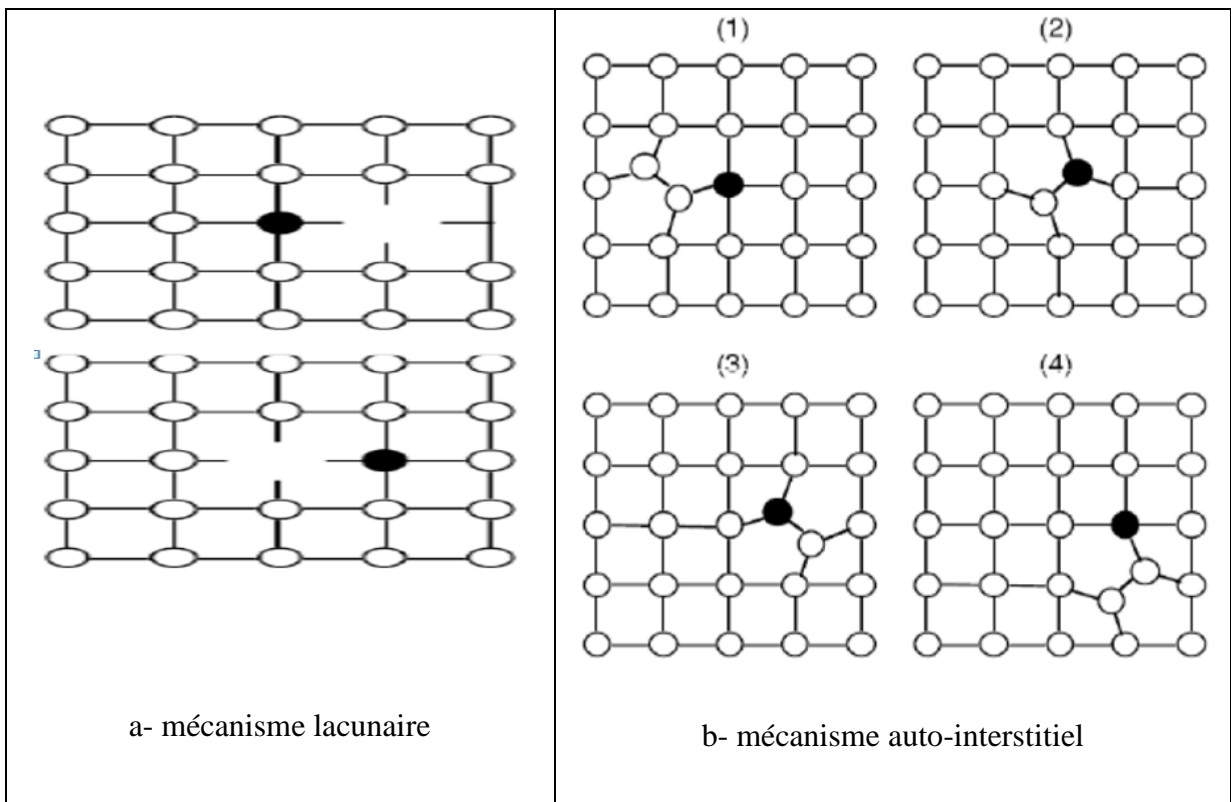 (1)
(2)
(3)
(4)
a- mécanisme lacunaire
b- mécanisme auto-interstitiel